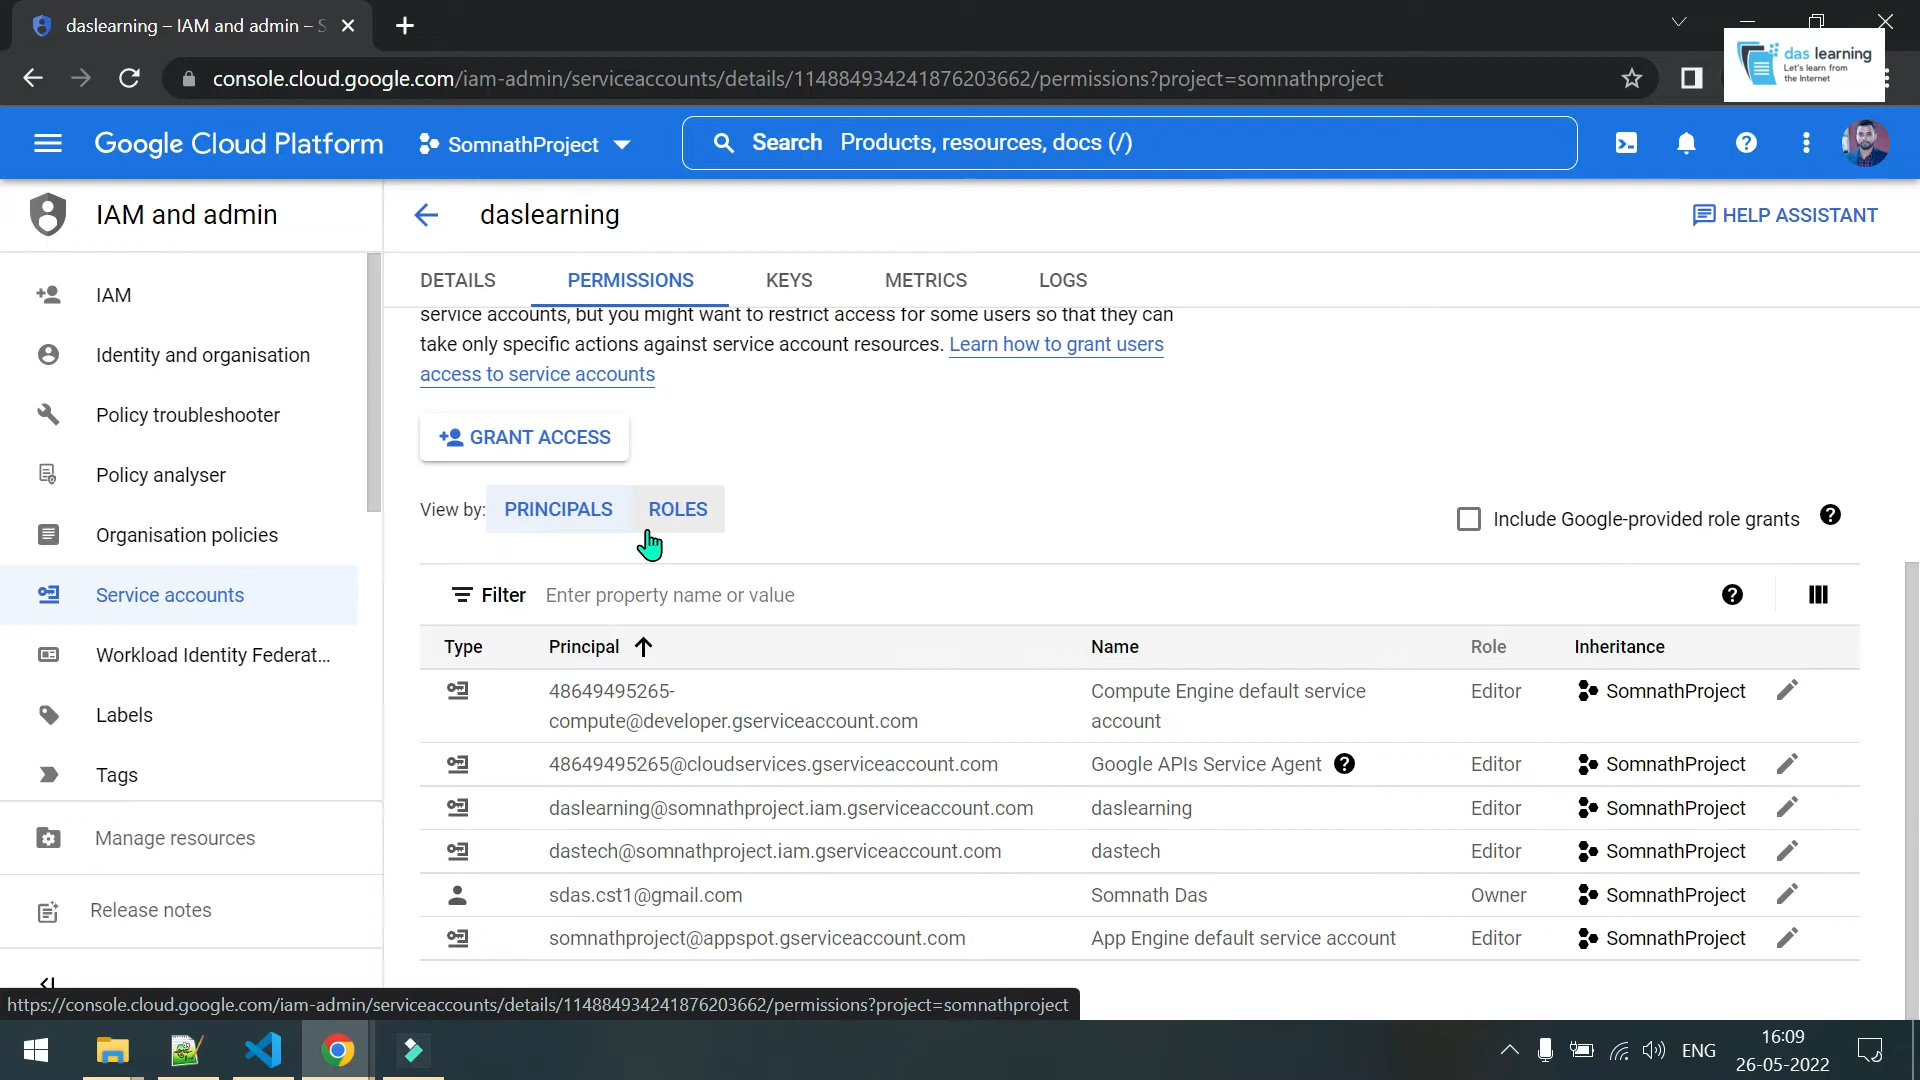 daslearning – IAM and admin – S
console.cloud.google.com/iam-admin/serviceaccounts/details/114884934241876203662/permissions?project=somnathproject
das learning
Let's learn from
the Internet
Google Cloud Platform
SomnathProject
Search Products, resources, docs (/)
IAM and admin
daslearning
HELP ASSISTANT
IAM
Identity and organisation
Policy troubleshooter
Policy analyser
Organisation policies
Service accounts
Workload Identity Federat...
Labels
Tags
Manage resources
Release notes
DETAILS
PERMISSIONS
KEYS
METRICS
LOGS
service accounts, but you might want to restrict access for some users so that they can
take only specific actions against service account resources. Learn how to grant users
access to service accounts
GRANT ACCESS
View by: PRINCIPALS ROLES
Include Google-provided role grants
Filter Enter property name or value
Type Principal Name Role Inheritance
48649495265- Compute Engine default service Editor SomnathProject
compute@developer.gserviceaccount.com account
48649495265@cloudservices.gserviceaccount.com Google APIs Service Agent Editor SomnathProject
daslearning@somnathproject.iam.gserviceaccount.com daslearning Editor SomnathProject
dastech@somnathproject.iam.gserviceaccount.com dastech Editor SomnathProject
sdas.cst1@gmail.com Somnath Das Owner SomnathProject
somnathproject@appspot.gserviceaccount.com App Engine default service account Editor SomnathProject
https://console.cloud.google.com/iam-admin/serviceaccounts/details/114884934241876203662/permissions?project=somnathproject
ENG
16:09
26-05-2022